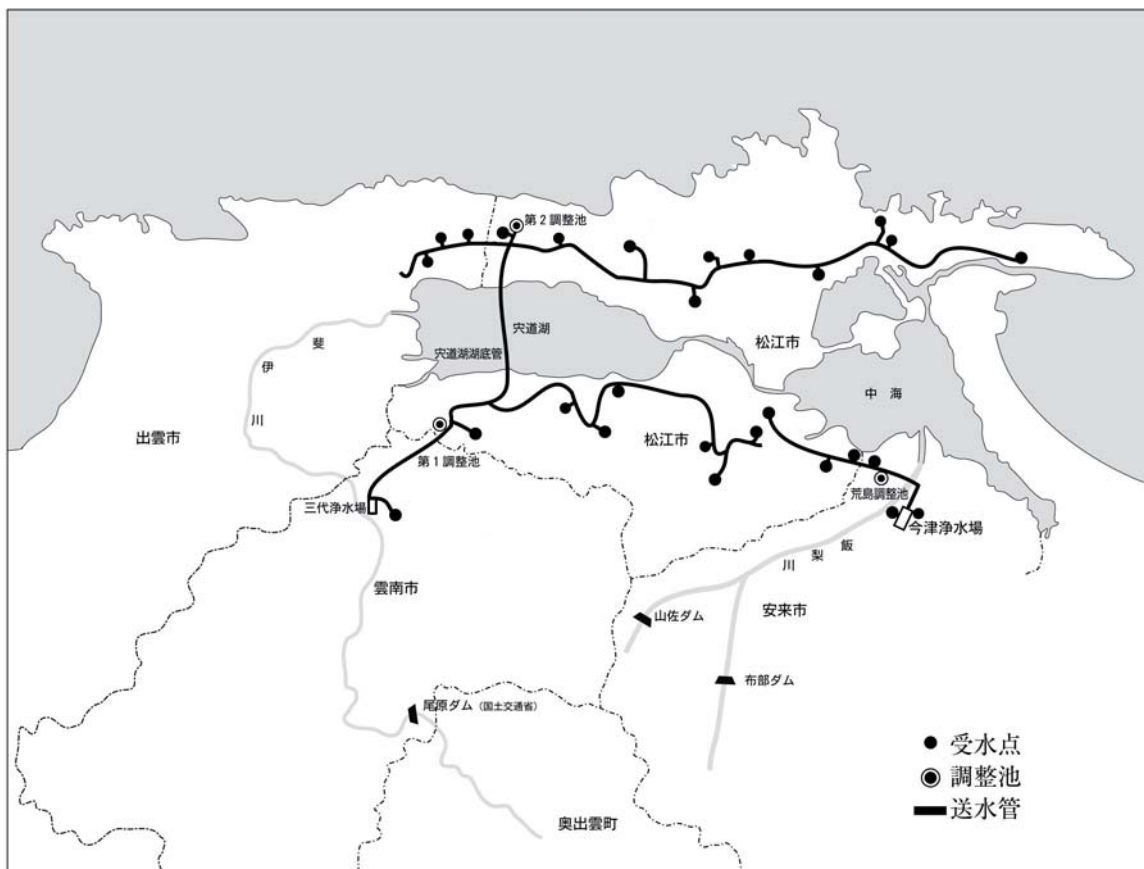 第2調整池
宍道湖
宍道湖湖底管
松江市
中海
斐
伊
川
出雲市
第1調整池
松江市
荒島調整池
三代浄水場
今津浄水場
飯
梨
川
雲南市
安来市
山佐ダム
布部ダム
尾原ダム(国土交通省)
奥出雲町
受水点
調整池
送水管